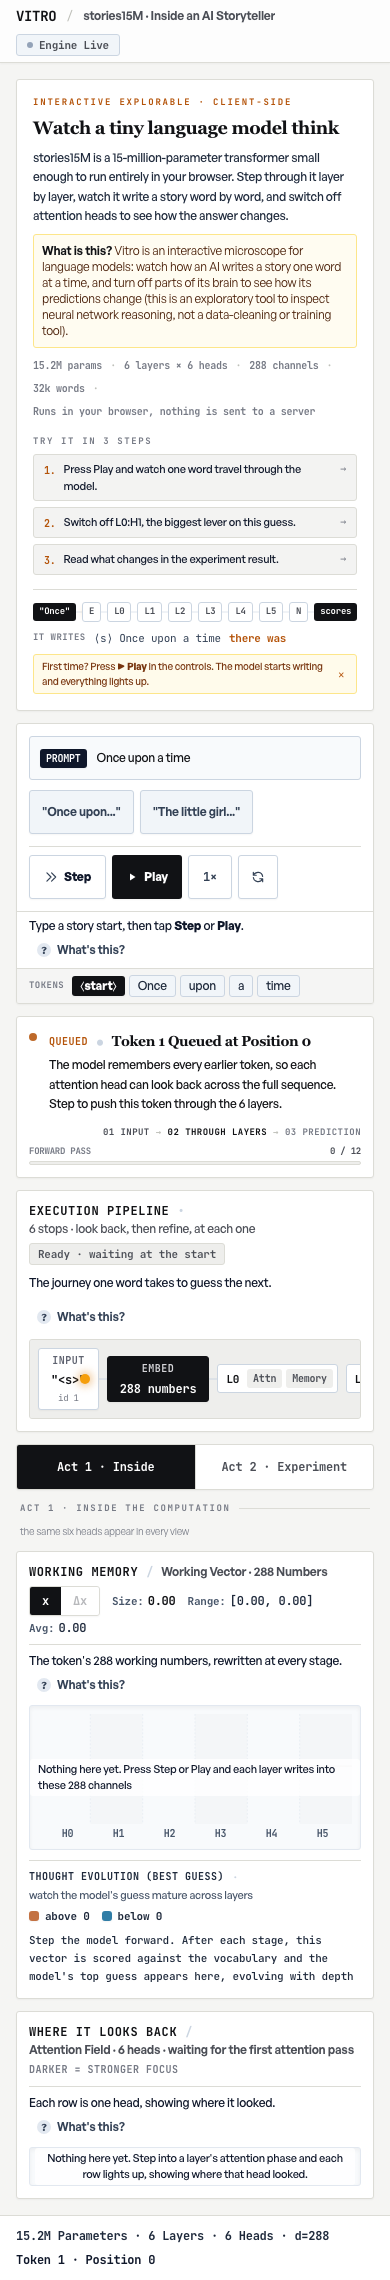 VITRO / stories15M · Inside an AI Storyteller
Engine Live
INTERACTIVE EXPLORABLE · CLIENT-SIDE
Watch a tiny language model think
stories15M is a 15-million-parameter transformer small
enough to run entirely in your browser. Step through it layer
by layer, watch it write a story word by word, and switch off
attention heads to see how the answer changes.
What is this? Vitro is an interactive microscope for
language models: watch how an AI writes a story one word
at a time, and turn off parts of its brain to see how its
predictions change (this is an exploratory tool to inspect
neural network reasoning, not a data-cleaning or training
tool).
15.2M params · 6 layers × 6 heads · 288 channels ·
32k words ·
Runs in your browser, nothing is sent to a server
TRY IT IN 3 STEPS
1. Press Play and watch one word travel through the →
model.
2. Switch off L0:H1, the biggest lever on this guess. →
3. Read what changes in the experiment result. →
"Once" E L0 L1 L2 L3 L4 L5 N scores
IT WRITES ⟨s⟩ Once upon a time there was
First time? Press ▶ Play in the controls. The model starts writing ×
and everything lights up.
PROMPT Once upon a time
"Once upon..." "The little girl..."
Step Play 1×
Type a story start, then tap Step or Play.
? What's this?
TOKENS ⟨start⟩ Once upon a time
QUEUED Token 1 Queued at Position 0
The model remembers every earlier token, so each
attention head can look back across the full sequence.
Step to push this token through the 6 layers.
01 INPUT → 02 THROUGH LAYERS → 03 PREDICTION
FORWARD PASS 0 / 12
EXECUTION PIPELINE ·
6 stops · look back, then refine, at each one
Ready · waiting at the start
The journey one word takes to guess the next.
? What's this?
INPUT EMBED
"<s>" 288 numbers L0 Attn Memory
id 1
Act 1 · Inside Act 2 · Experiment
ACT 1 · INSIDE THE COMPUTATION
the same six heads appear in every view
WORKING MEMORY / Working Vector · 288 Numbers
x Δx Size: 0.00 Range: [0.00, 0.00]
Avg: 0.00
The token's 288 working numbers, rewritten at every stage.
? What's this?
Nothing here yet. Press Step or Play and each layer writes into
these 288 channels
H0 H1 H2 H3 H4 H5
THOUGHT EVOLUTION (BEST GUESS) ·
watch the model's guess mature across layers
above 0 below 0
Step the model forward. After each stage, this
vector is scored against the vocabulary and the
model's top guess appears here, evolving with depth
WHERE IT LOOKS BACK /
Attention Field · 6 heads · waiting for the first attention pass
DARKER = STRONGER FOCUS
Each row is one head, showing where it looked.
? What's this?
Nothing here yet. Step into a layer's attention phase and each
row lights up, showing where that head looked.
15.2M Parameters · 6 Layers · 6 Heads · d=288
Token 1 · Position 0